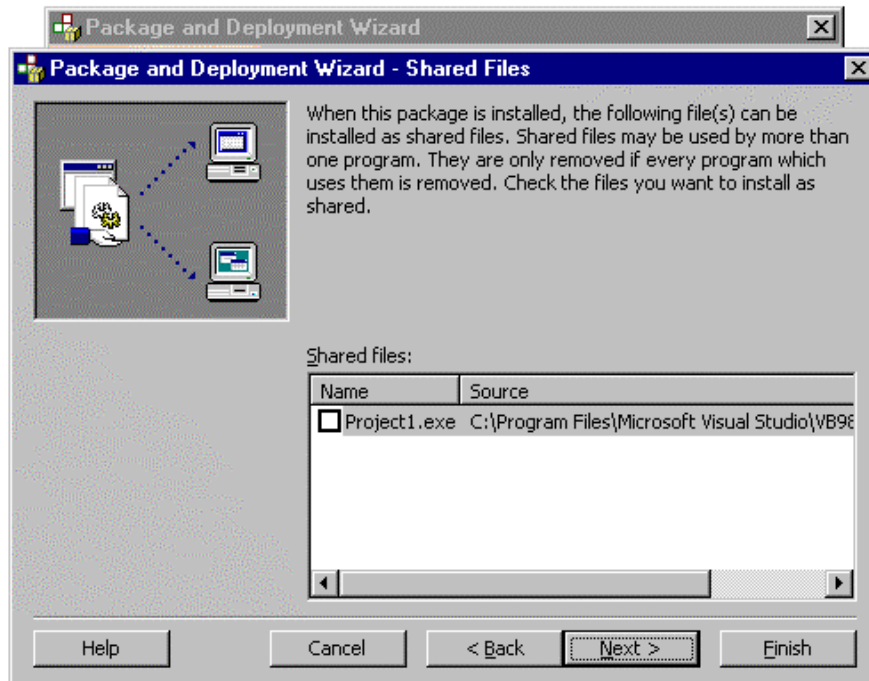 Package and Deployment Wizard
Package and Deployment Wizard - Shared Files
When this package is installed, the following file(s) can be
installed as shared files. Shared files may be used by more than
one program. They are only removed if every program which
uses them is removed. Check the files you want to install as
shared.
Shared files:
Name Source
Project1.exe C:\Program Files\Microsoft Visual Studio\VB98
Help Cancel < Back Next > Finish